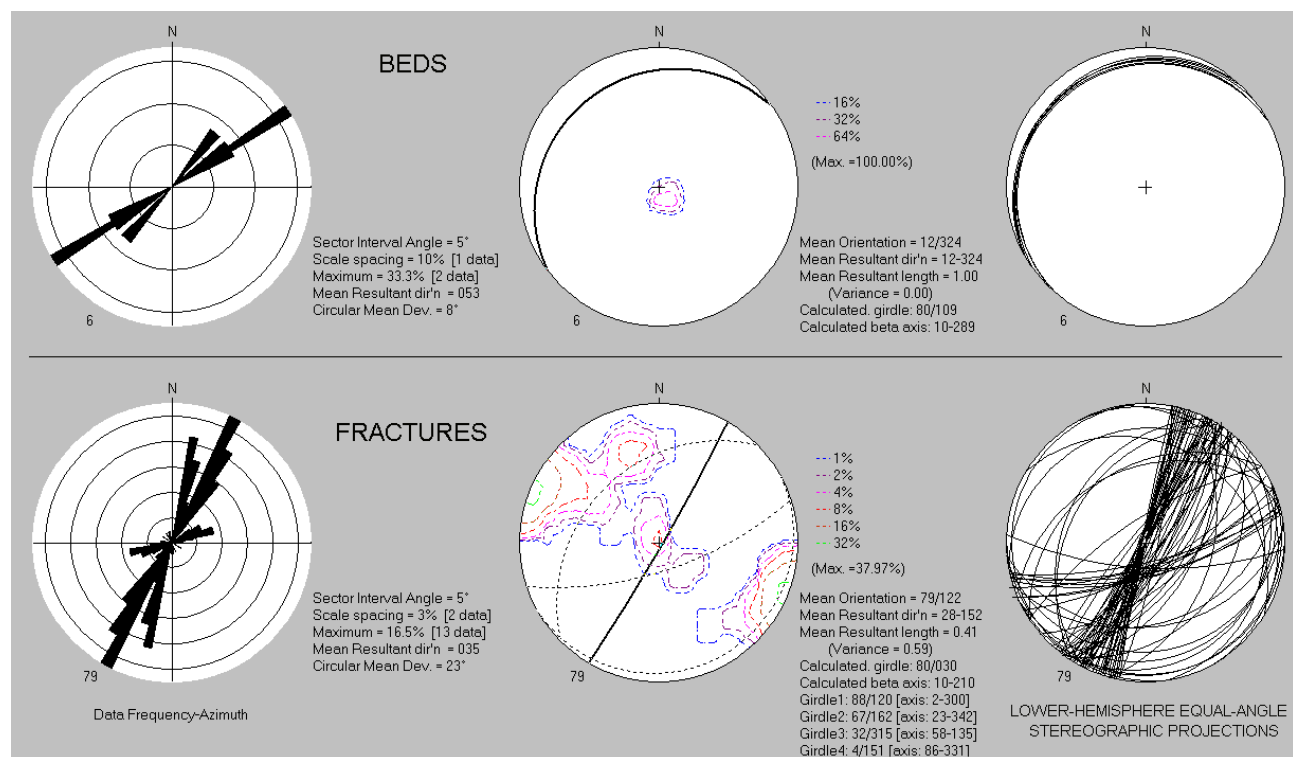 N
BEDS
N
N
16%
32%
64%
(Max. =100.00%)
Sector Interval Angle = 5°
Scale spacing = 10% [1 data]
Maximum = 33.3% [2 data]
Mean Resultant dir'n = 053
Circular Mean Dev. = 8°
6
Mean Orientation = 12/324
Mean Resultant dir'n = 12-324
Mean Resultant length = 1.00
(Variance = 0.00)
Calculated. girdle: 80/109
Calculated beta axis: 10-289
6
6
N
FRACTURES
N
N
1%
2%
4%
8%
16%
32%
(Max. =37.97%)
Sector Interval Angle = 5°
Scale spacing = 3% [2 data]
Maximum = 16.5% [13 data]
Mean Resultant dir'n = 035
Circular Mean Dev. = 23°
79
Data Frequency-Azimuth
79
Mean Orientation = 79/122
Mean Resultant dir'n = 28-152
Mean Resultant length = 0.41
(Variance = 0.59)
Calculated. girdle: 80/030
Calculated beta axis: 10-210
Girdle1: 88/120 [axis: 2-300]
Girdle2: 67/162 [axis: 23-342]
Girdle3: 32/315 [axis: 58-135]
Girdle4: 4/151 [axis: 86-331]
79
LOWER-HEMISPHERE EQUAL-ANGLE
STEREOGRAPHIC PROJECTIONS